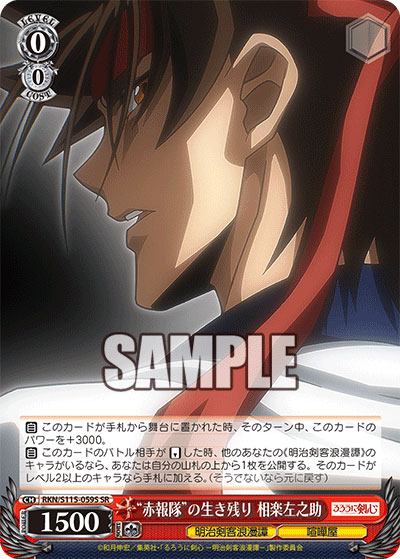 LEVEL
0
0
COST
SAMPLE
自 このカードが手札から舞台に置かれた時、そのターン中、このカードの
パワーを+3000。
自 このカードのバトル相手が【】した時、他のあなたの《明治剣客浪漫譚》の
キャラがいるなら、あなたは自分の山札の上から1枚を公開する。そのカードが
レベル2以上のキャラなら手札に加える。(そうでないなら元に戻す)
CH RKN/S115-059S SR
“赤報隊”の生き残り 相楽左之助
るろうに剣心
1500
明治剣客浪漫譚
喧嘩屋
©和月伸宏/集英社・「るろうに剣心 −明治剣客浪漫譚−」製作委員会